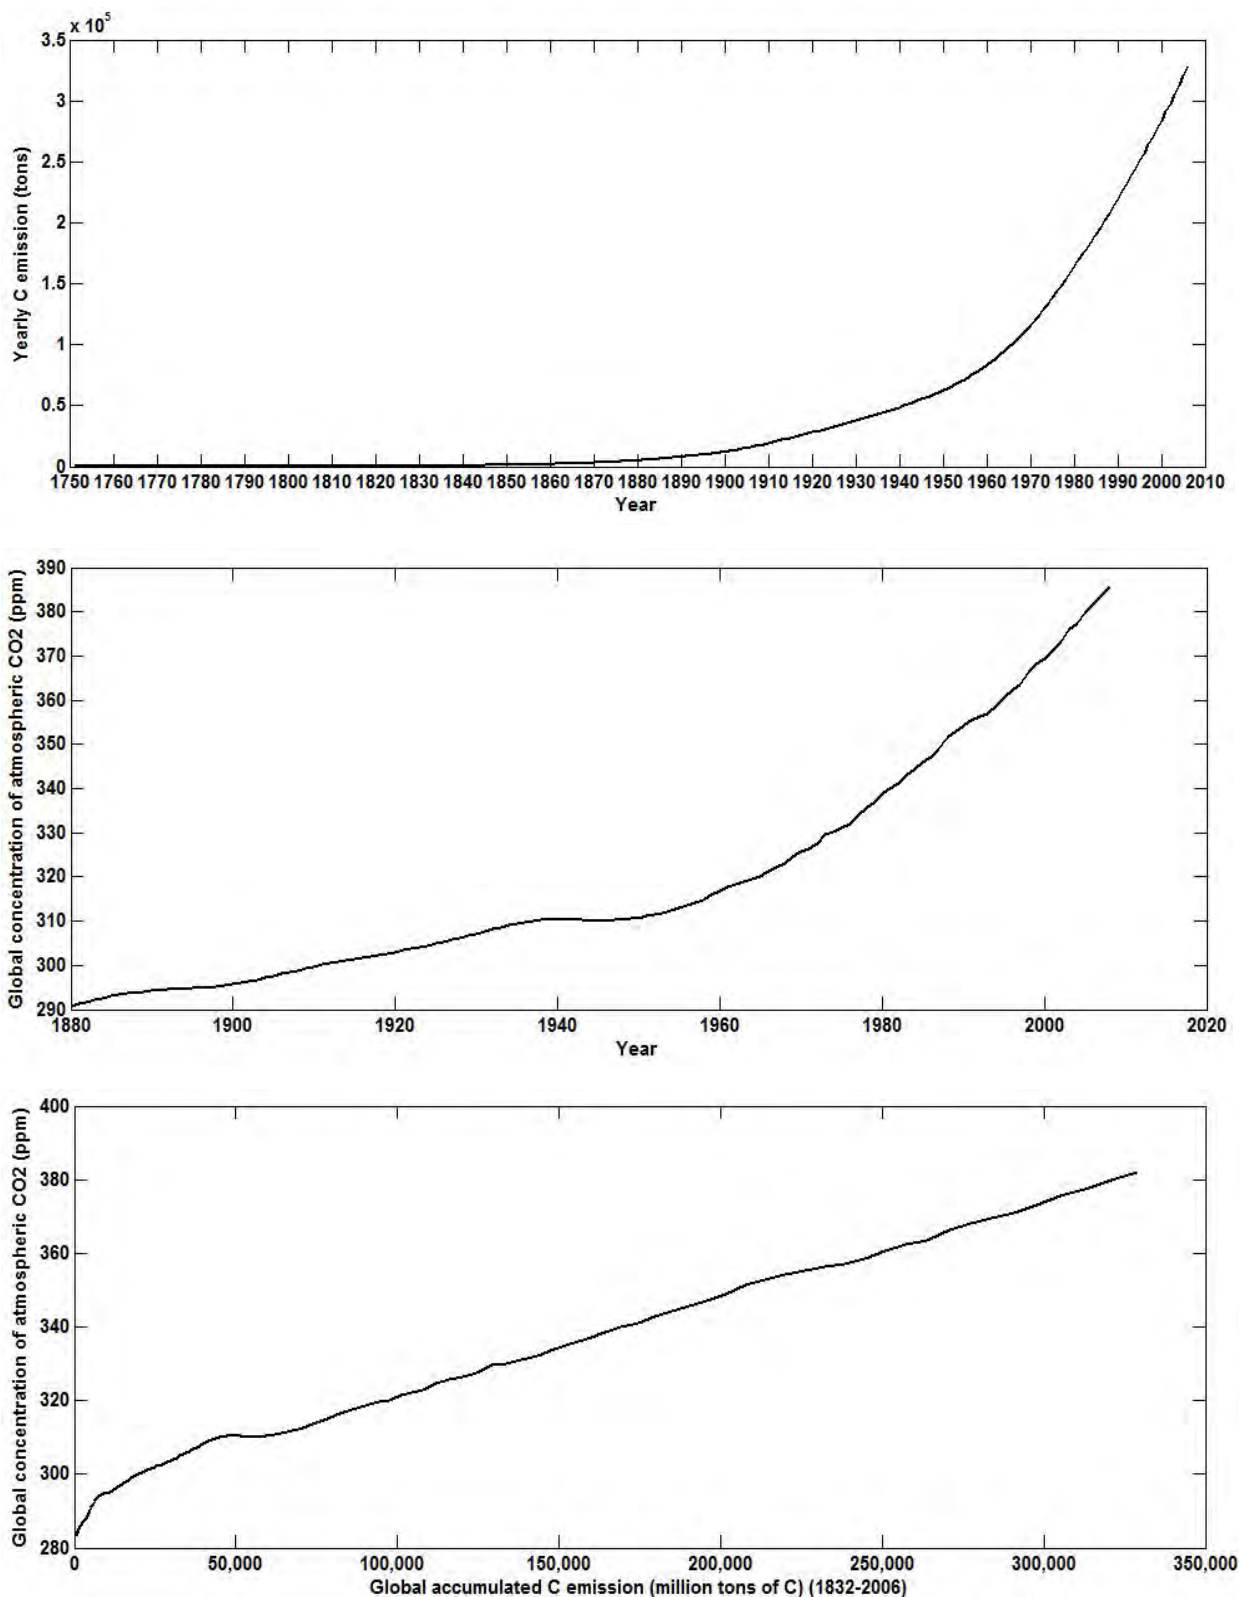 x 10⁵
3.5
3
2.5
2
1.5
1
0.5
0
Yearly C emission (tons)
1750 1760 1770 1780 1790 1800 1810 1820 1830 1840 1850 1860 1870 1880 1890 1900 1910 1920 1930 1940 1950 1960 1970 1980 1990 2000 2010
Year
390
380
370
360
350
340
330
320
310
300
290
Global concentration of atmospheric CO2 (ppm)
1880 1900 1920 1940 1960 1980 2000 2020
Year
400
380
360
340
320
300
280
Global concentration of atmospheric CO2 (ppm)
0 50,000 100,000 150,000 200,000 250,000 300,000 350,000
Global accumulated C emission (million tons of C) (1832-2006)